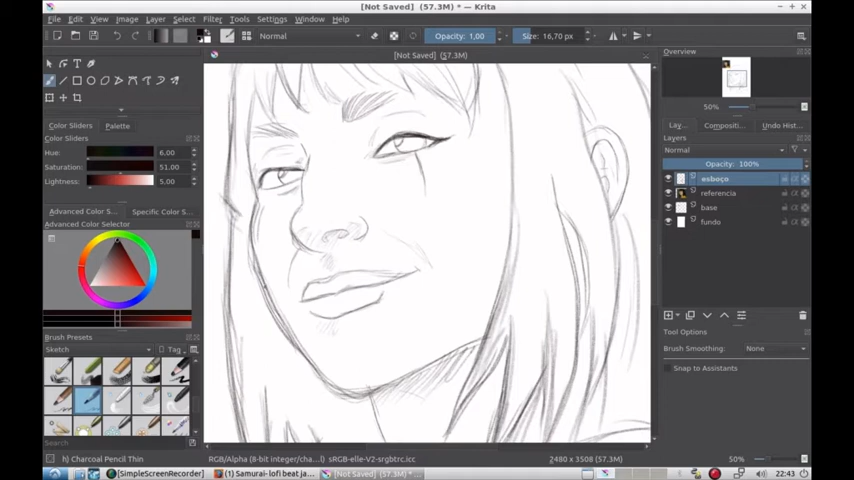 [Not Saved] (57.3M) * — Krita
File Edit View Image Layer Select Filter Tools Settings Window Help
Normal
Opacity: 1,00
Size: 16,70 px
[Not Saved] (57.3M)
Overview
50%
Color Sliders Palette
Color Sliders
Hue: 6,00
Saturation: 51,00
Lightness: 5,00
Advanced Color S... Specific Color S...
Advanced Color Selector
Brush Presets
Sketch
Tag
Search
Lay... Compositi... Undo Hist...
Layers
Normal
Opacity: 100%
esboço
referencia
base
fundo
Tool Options
Brush Smoothing: None
Snap to Assistants
h) Charcoal Pencil Thin
RGB/Alpha (8-bit integer/cha...l) sRGB-elle-V2-srgbtrc.icc
2480 x 3508 (57.3M)
50%
[SimpleScreenRecorder]
(1) Samurai- lofi beat ja...
[Not Saved] (57.3M) * ...
22:43